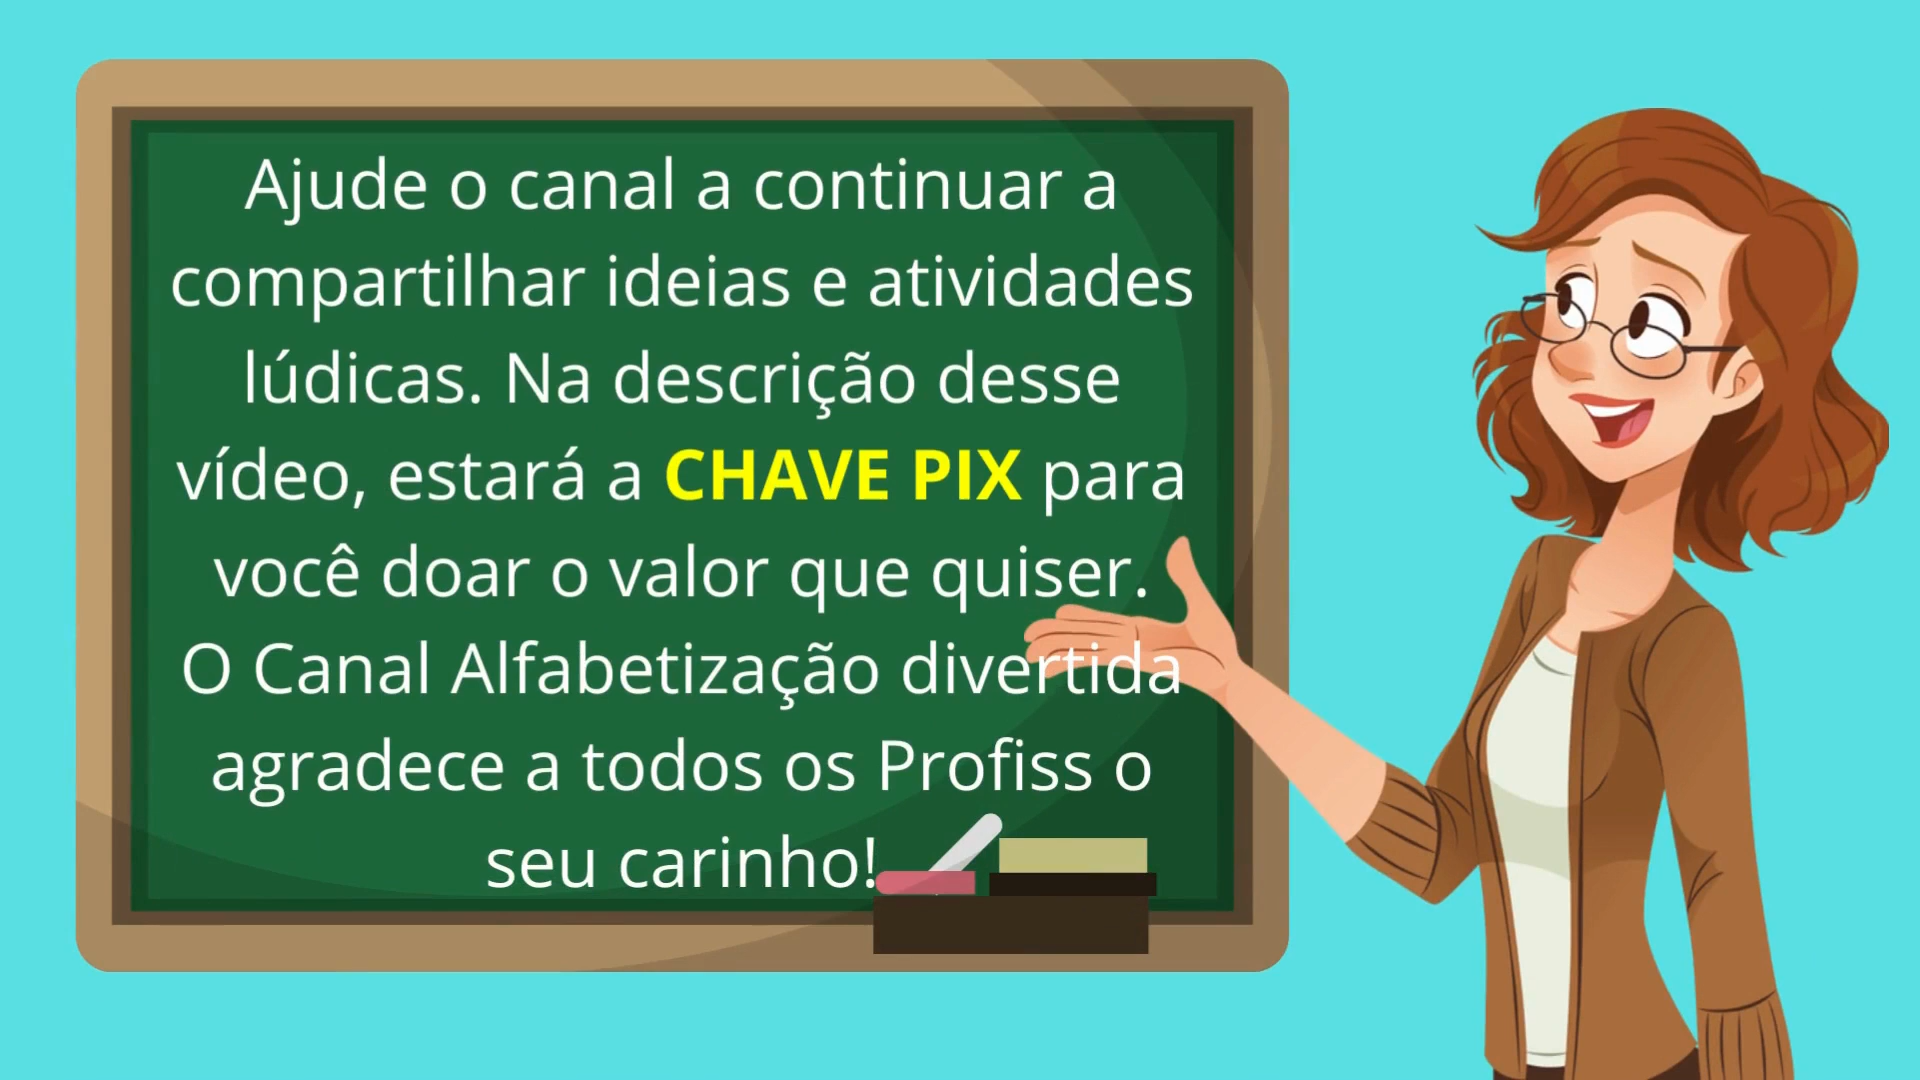 Ajude o canal a continuar a
compartilhar ideias e atividades
lúdicas. Na descrição desse
vídeo, estará a CHAVE PIX para
você doar o valor que quiser.
O Canal Alfabetização divertida
agradece a todos os Profiss o
seu carinho!